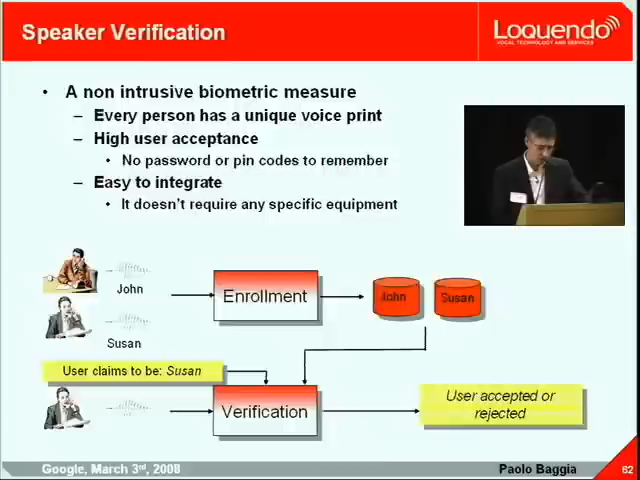 Speaker Verification
Loquendo
VOCAL TECHNOLOGY AND SERVICES
• A non intrusive biometric measure
– Every person has a unique voice print
– High user acceptance
• No password or pin codes to remember
– Easy to integrate
• It doesn't require any specific equipment
John
Enrollment
John
Susan
Susan
User claims to be: Susan
Verification
User accepted or
rejected
Google, March 3rd, 2008
Paolo Baggia
62